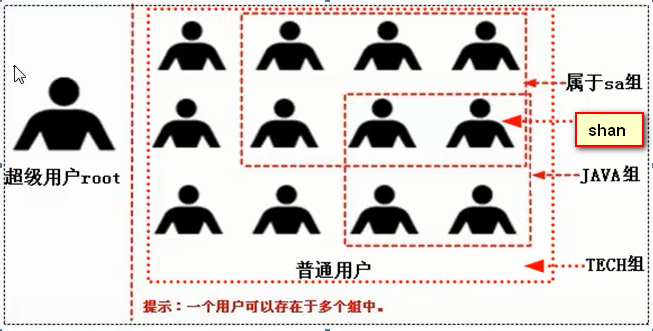 属于sa组
shan
超级用户root
JAVA组
普通用户
TECH组
提示：一个用户可以存在于多个组中。